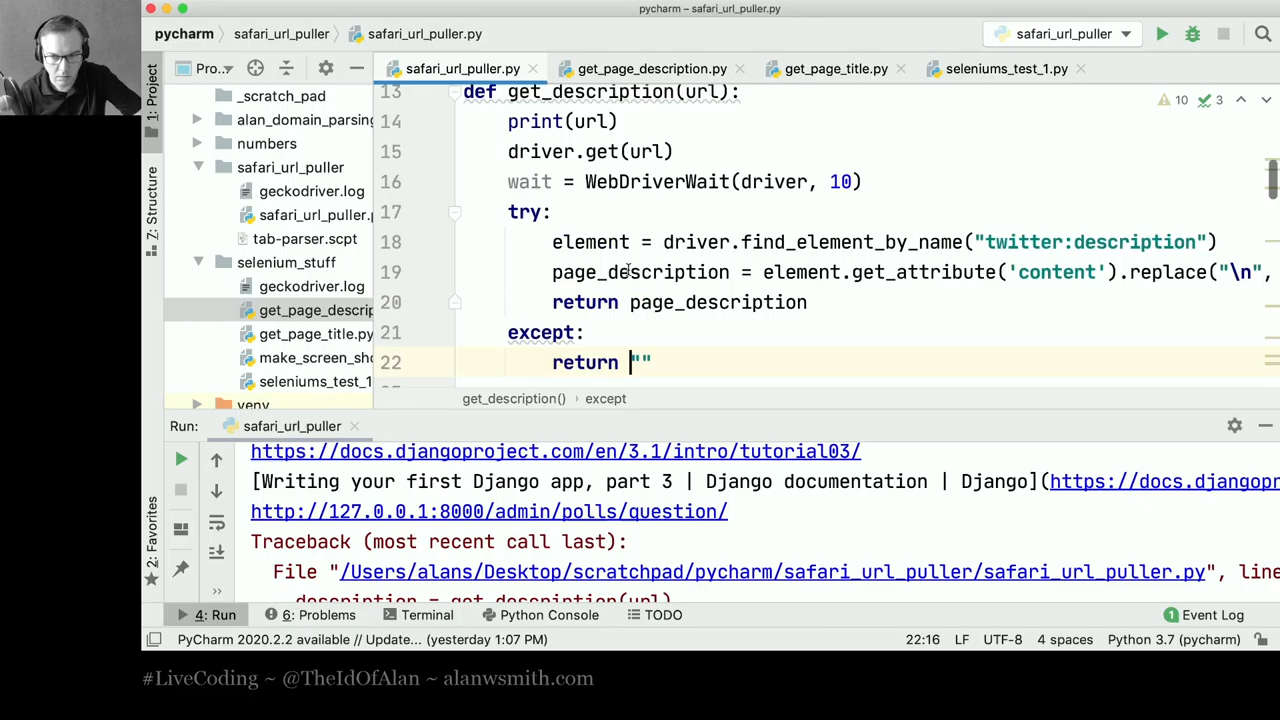 pycharm – safari_url_puller.py
pycharm safari_url_puller safari_url_puller.py safari_url_puller
Pro... safari_url_puller.py get_page_description.py get_page_title.py seleniums_test_1.py
1: Project
Z: Structure
2: Favorites
_scratch_pad
alan_domain_parsing
numbers
safari_url_puller
geckodriver.log
safari_url_puller.p
tab-parser.scpt
selenium_stuff
geckodriver.log
get_page_descrip
get_page_title.py
make_screen_sho
seleniums_test_1
venv
10 3
13 def get_description(url):
14 print(url)
15 driver.get(url)
16 wait = WebDriverWait(driver, 10)
17 try:
18 element = driver.find_element_by_name("twitter:description")
19 page_description = element.get_attribute('content').replace("\n",
20 return page_description
21 except:
22 return ""
get_description() › except
Run: safari_url_puller
https://docs.djangoproject.com/en/3.1/intro/tutorial03/
[Writing your first Django app, part 3 | Django documentation | Django](https://docs.djangopr
http://127.0.0.1:8000/admin/polls/question/
Traceback (most recent call last):
File "/Users/alans/Desktop/scratchpad/pycharm/safari_url_puller/safari_url_puller.py", line
description = get_description(url)
4: Run 6: Problems Terminal Python Console TODO 1 Event Log
PyCharm 2020.2.2 available // Update... (yesterday 1:07 PM) 22:16 LF UTF-8 4 spaces Python 3.7 (pycharm)
#LiveCoding ~ @TheIdOfAlan ~ alanwsmith.com